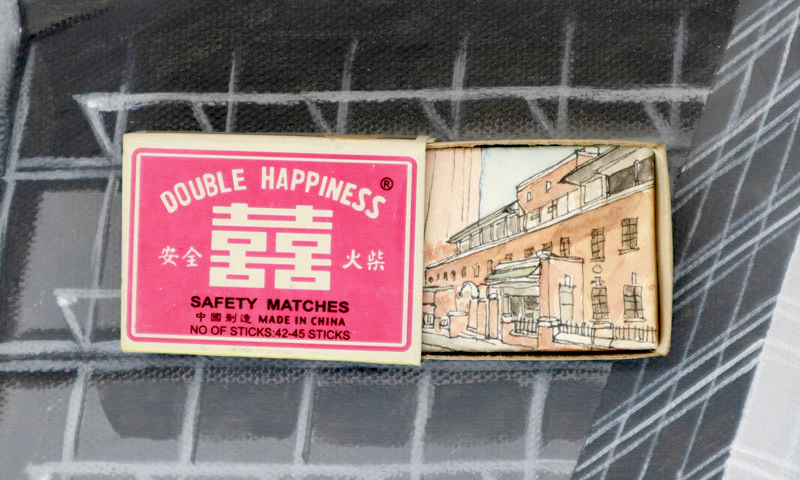 DOUBLE HAPPINESS®
囍
安全 火柴
SAFETY MATCHES
中國制造 MADE IN CHINA
NO OF STICKS:42-45 STICKS